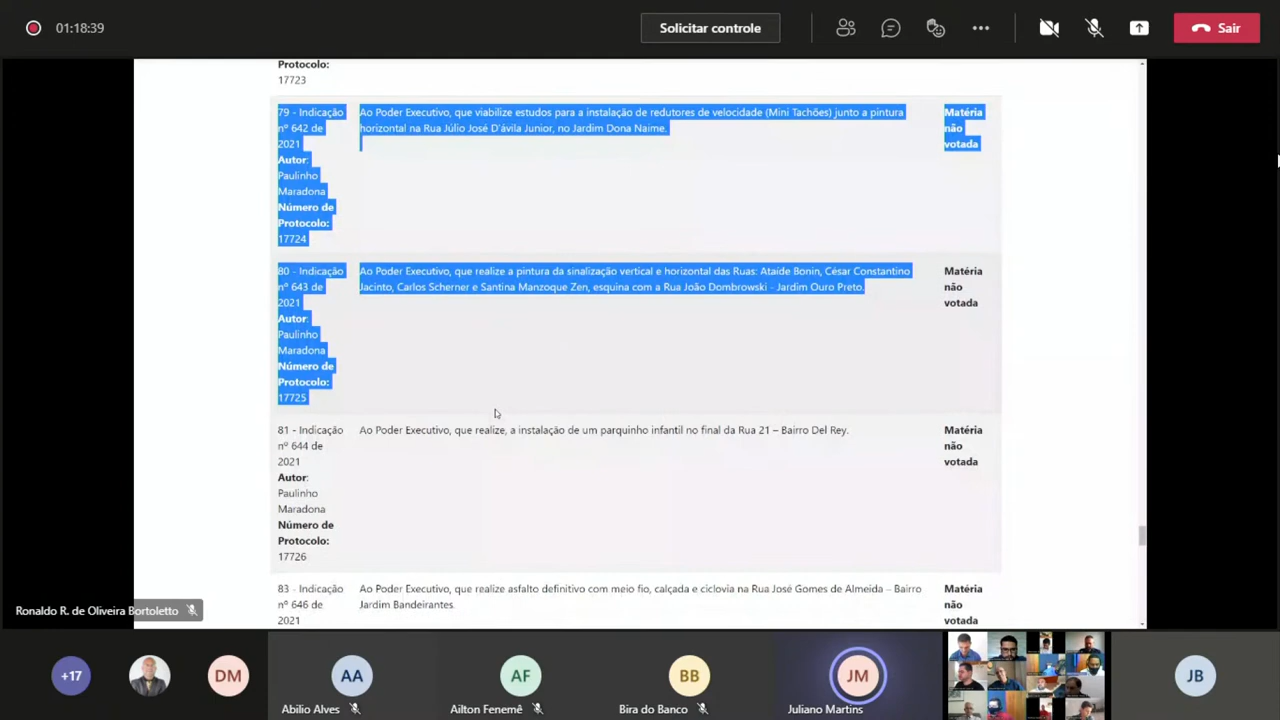 01:18:39
Solicitar controle
Sair
Protocolo:
17723
79 - Indicação
nº 642 de
2021
Autor:
Paulinho
Maradona
Número de
Protocolo:
17724
Ao Poder Executivo, que viabilize estudos para a instalação de redutores de velocidade (Mini Tachões) junto a pintura
horizontal na Rua Júlio José D'ávila Junior, no Jardim Dona Naime.
Matéria
não
votada
80 - Indicação
nº 643 de
2021
Autor:
Paulinho
Maradona
Número de
Protocolo:
17725
Ao Poder Executivo, que realize a pintura da sinalização vertical e horizontal das Ruas: Ataide Bonin, César Constantino
Jacinto, Carlos Scherner e Santina Manzoque Zen, esquina com a Rua João Dombrowski - Jardim Ouro Preto.
Matéria
não
votada
81 - Indicação
nº 644 de
2021
Autor:
Paulinho
Maradona
Número de
Protocolo:
17726
Ao Poder Executivo, que realize, a instalação de um parquinho infantil no final da Rua 21 – Bairro Del Rey.
Matéria
não
votada
83 - Indicação
nº 646 de
2021
Ao Poder Executivo, que realize asfalto definitivo com meio fio, calçada e ciclovia na Rua José Gomes de Almeida – Bairro
Jardim Bandeirantes.
Matéria
não
votada
Ronaldo R. de Oliveira Bortoletto
+17
DM
AA
Abílio Alves
AF
Ailton Fenemê
BB
Bira do Banco
JM
Juliano Martins
JB